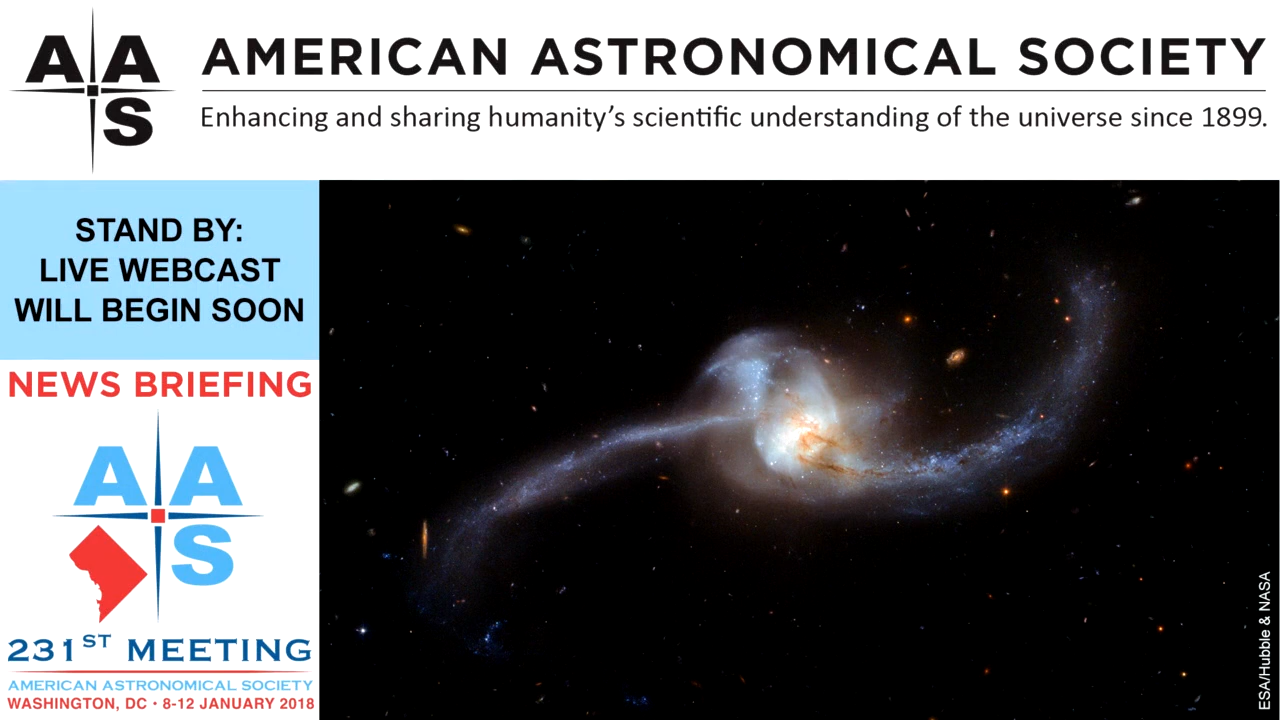 AAS
AMERICAN ASTRONOMICAL SOCIETY
Enhancing and sharing humanity’s scientific understanding of the universe since 1899.
STAND BY:
LIVE WEBCAST
WILL BEGIN SOON
NEWS BRIEFING
AAS
231ST MEETING
AMERICAN ASTRONOMICAL SOCIETY
WASHINGTON, DC • 8-12 JANUARY 2018
ESA/Hubble & NASA